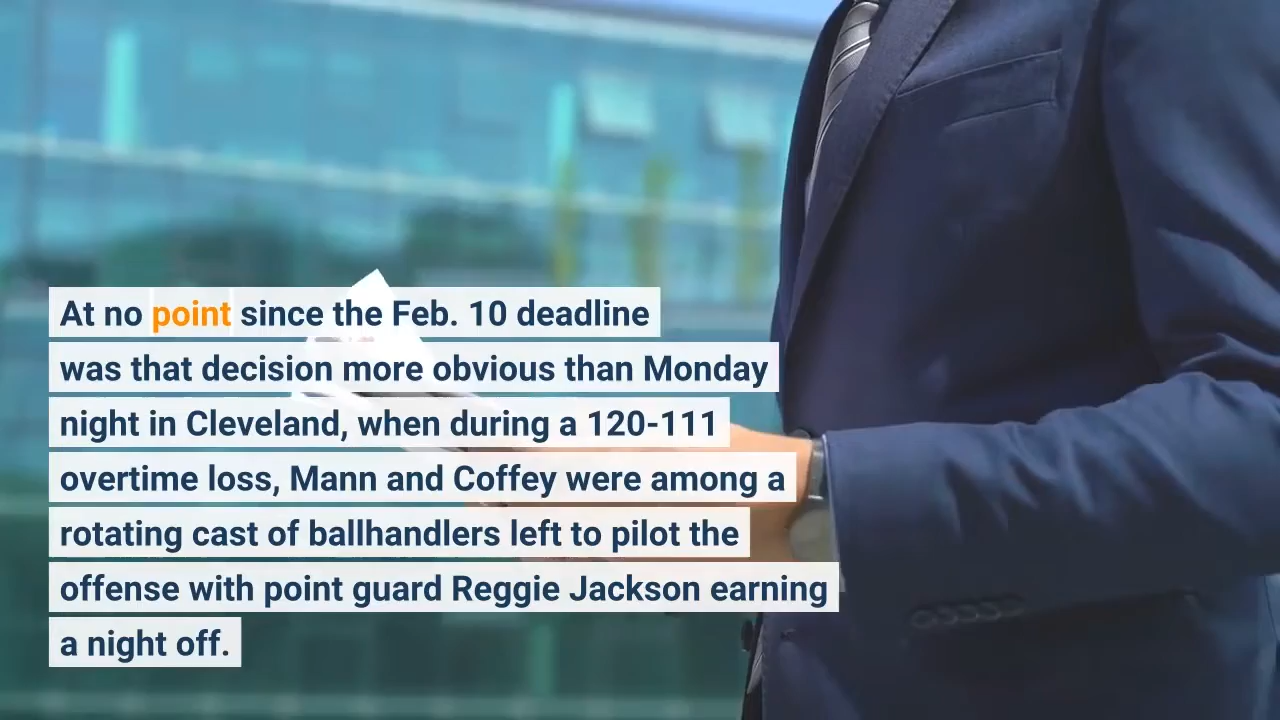 At no point since the Feb. 10 deadline
was that decision more obvious than Monday
night in Cleveland, when during a 120-111
overtime loss, Mann and Coffey were among a
rotating cast of ballhandlers left to pilot the
offense with point guard Reggie Jackson earning
a night off.